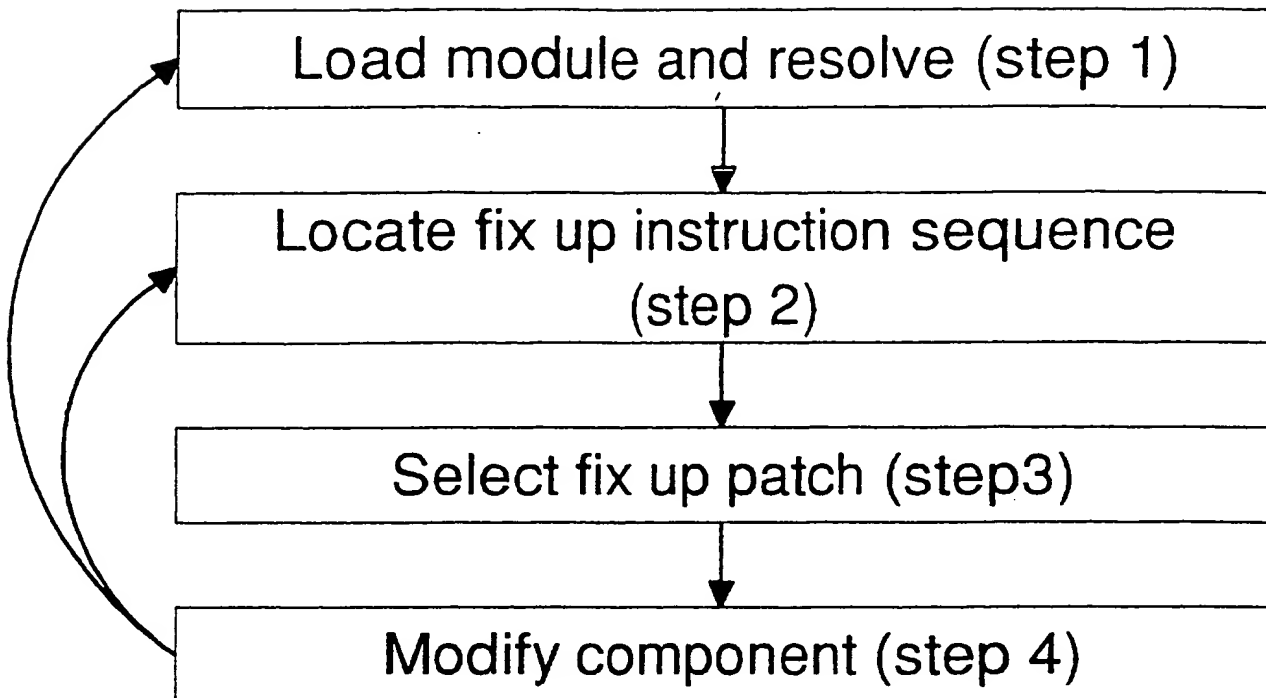 Load module and resolve (step 1)
Locate fix up instruction sequence
(step 2)
Select fix up patch (step3)
Modify component (step 4)